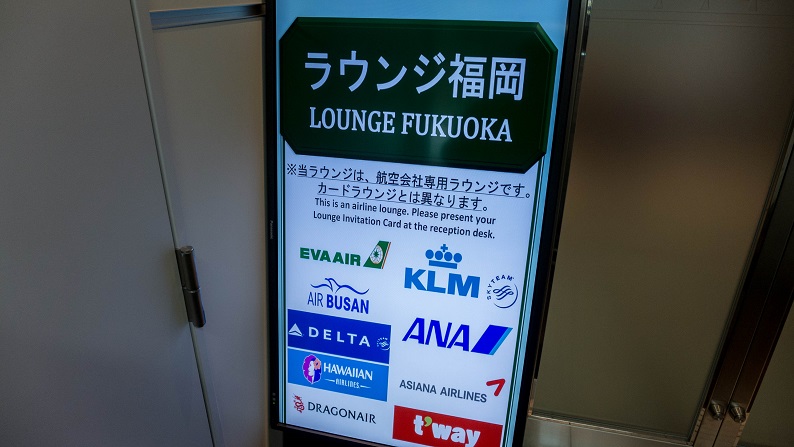 ラウンジ福岡
LOUNGE FUKUOKA
※当ラウンジは、航空会社専用ラウンジです。
カードラウンジとは異なります。
This is an airline lounge. Please present your
Lounge Invitation Card at the reception desk.
EVA AIR
KLM
SKYTEAM
AIR BUSAN
DELTA
ANA
HAWAIIAN
AIRLINES
ASIANA AIRLINES
DRAGONAIR
t'way